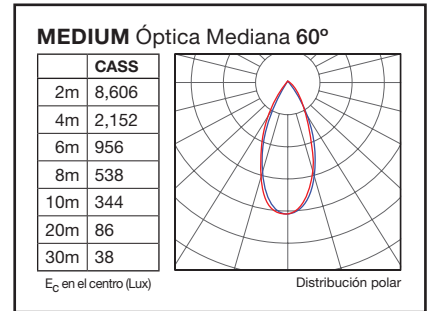 MEDIUM Óptica Mediana 60º
CASS
2m 8,606
4m 2,152
6m 956
8m 538
10m 344
20m 86
30m 38
EC en el centro (Lux)
Distribución polar